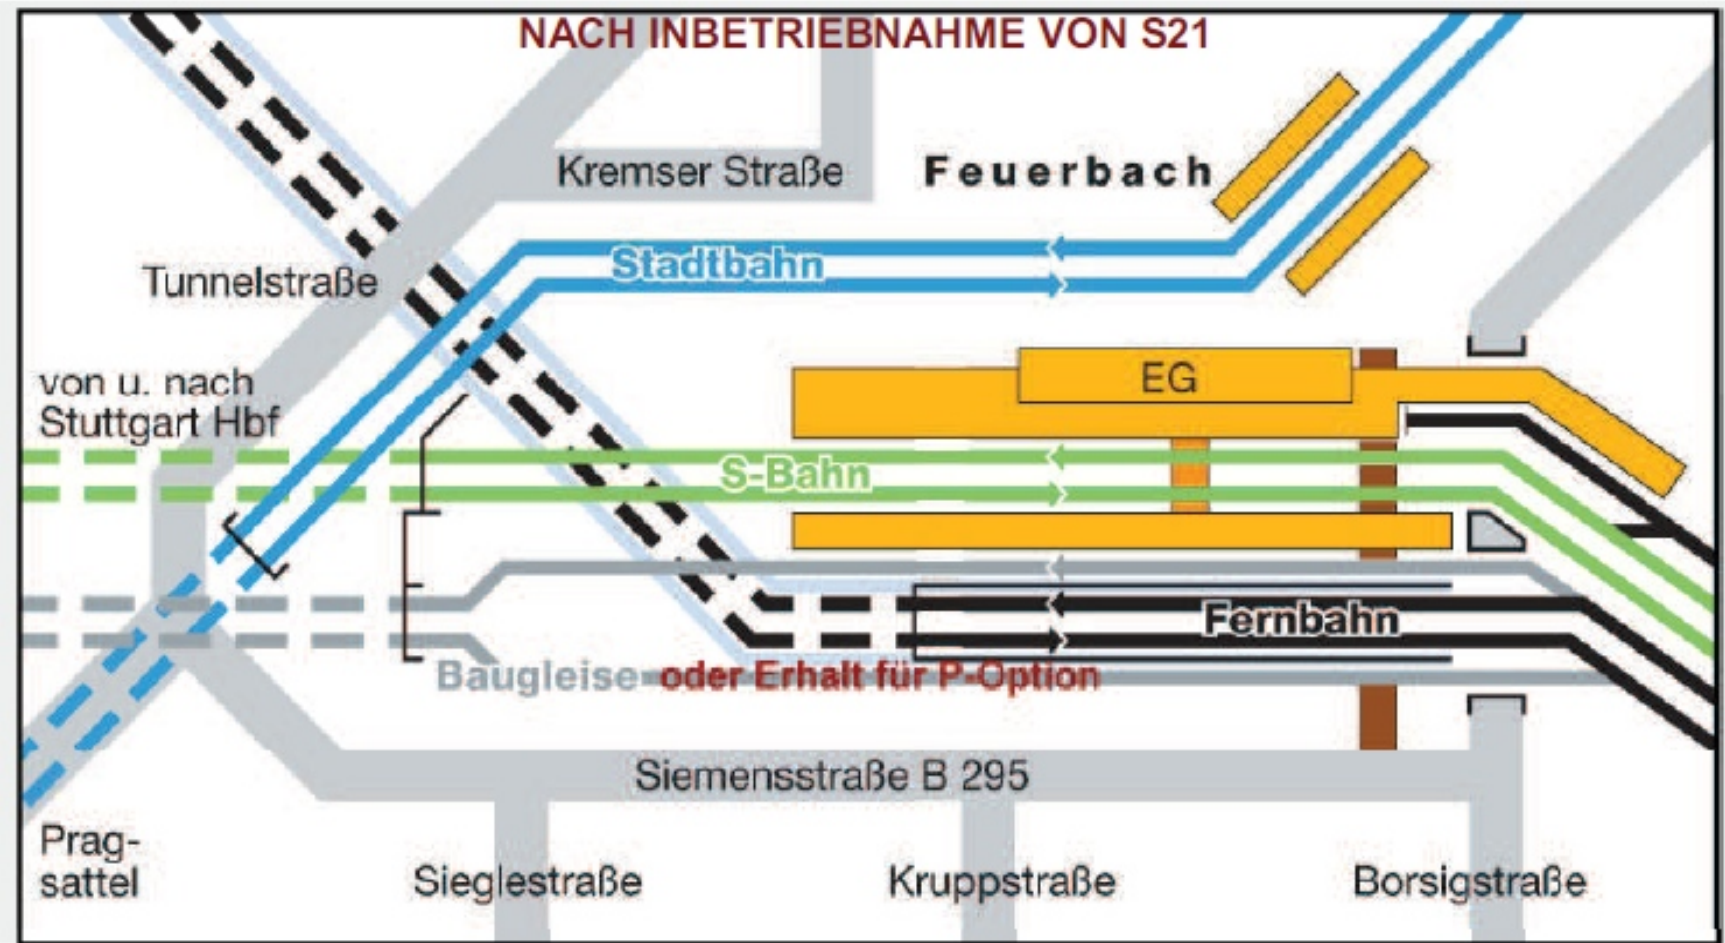 NACH INBETRIEBNAHME VON S21
Kremser Straße
Feuerbach
Stadtbahn
Tunnelstraße
von u. nach
Stuttgart Hbf
EG
S-Bahn
Fernbahn
Baugleise oder Erhalt für P-Option
Siemensstraße B 295
Prag-
sattel
Sieglestraße
Kruppstraße
Borsigstraße